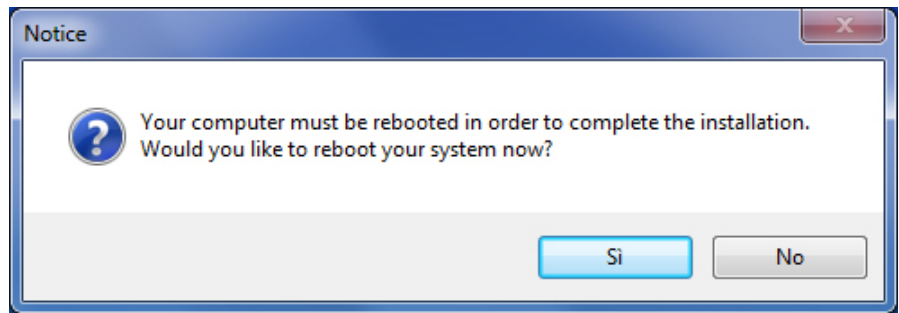 Notice
Your computer must be rebooted in order to complete the installation.
Would you like to reboot your system now?
Sì
No